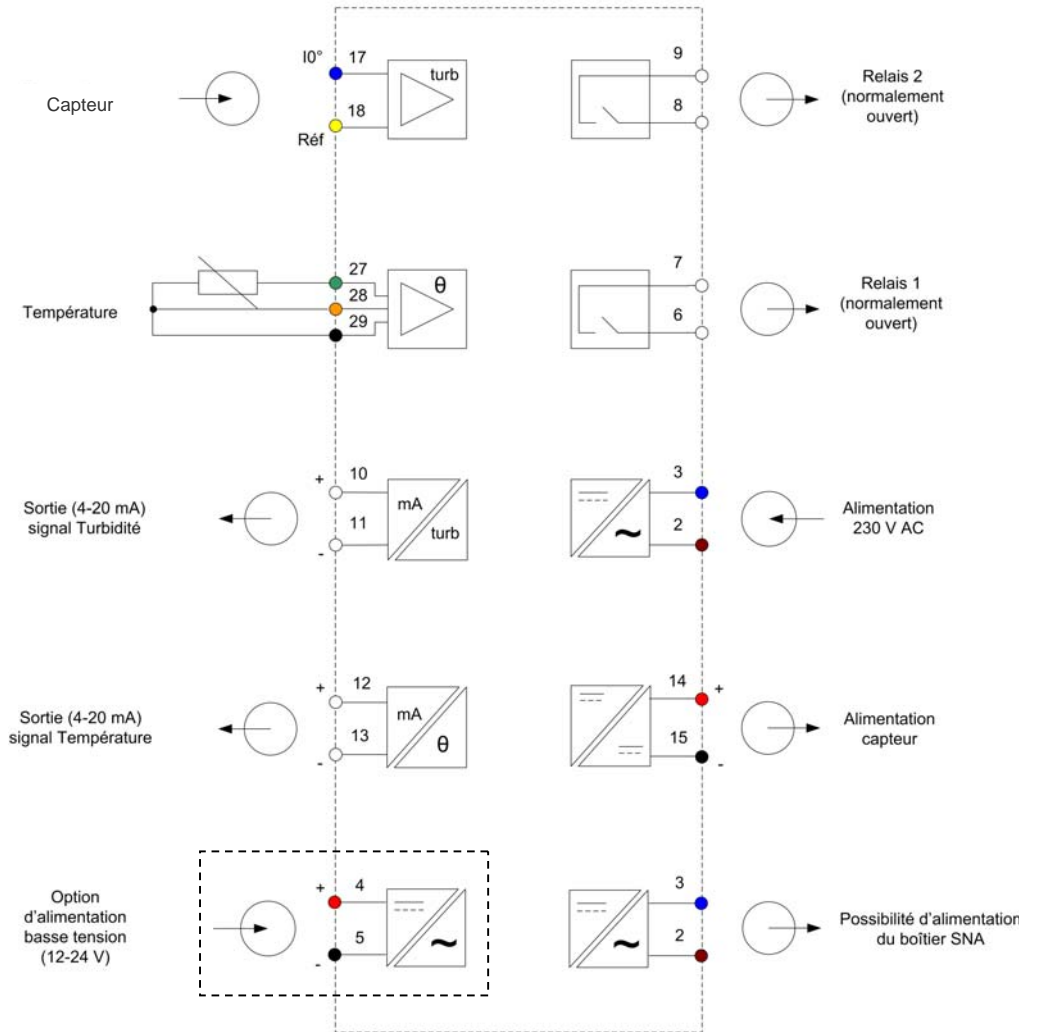 Capteur
I0°
17
18
Réf
turb
9
8
Relais 2
(normalement
ouvert)
Température
27
28
29
θ
7
6
Relais 1
(normalement
ouvert)
Sortie (4-20 mA)
signal Turbidité
+
10
11
-
mA
turb
3
2
~
Alimentation
230 V AC
Sortie (4-20 mA)
signal Température
+
12
13
-
mA
θ
14
+
15
-
Alimentation
capteur
Option
d'alimentation
basse tension
(12-24 V)
+
4
5
-
~
3
2
~
Possibilité d'alimentation
du boîtier SNA